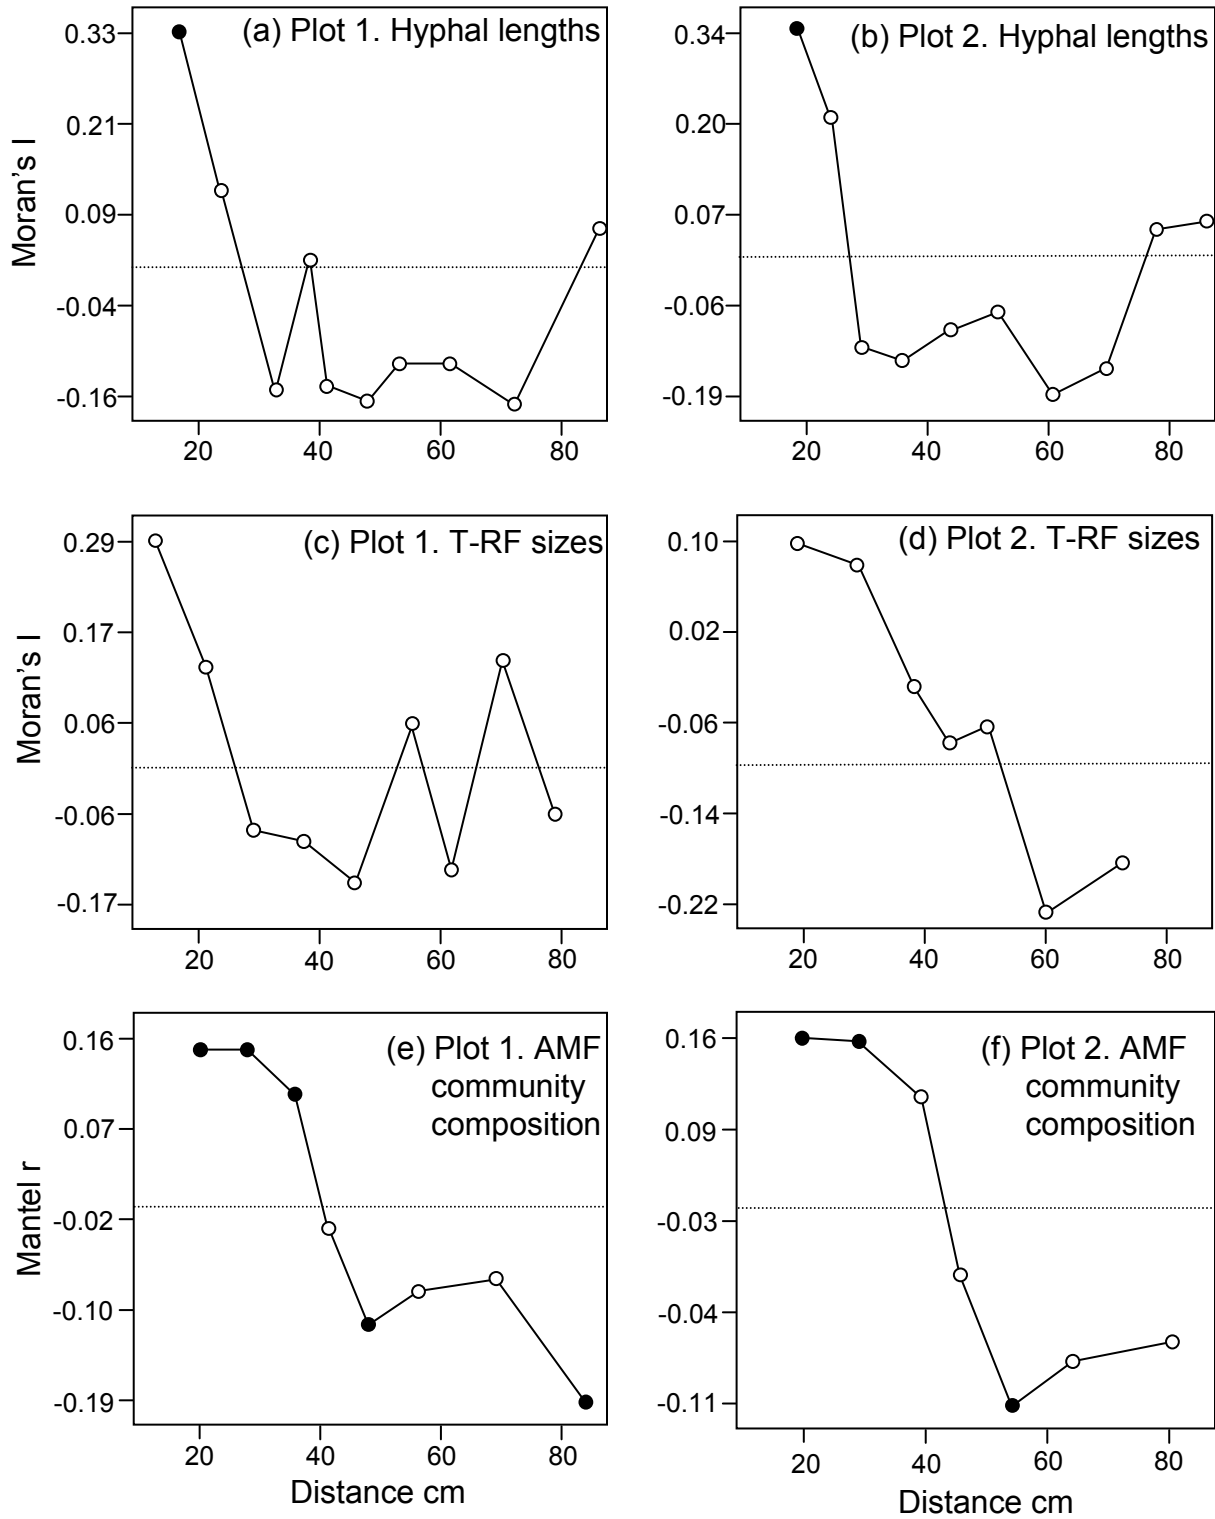 (a) Plot 1. Hyphal lengths
Moran's I
0.33
0.21
0.09
-0.04
-0.16
20 40 60 80
(b) Plot 2. Hyphal lengths
0.34
0.20
0.07
-0.06
-0.19
20 40 60 80
(c) Plot 1. T-RF sizes
Moran's I
0.29
0.17
0.06
-0.06
-0.17
20 40 60 80
(d) Plot 2. T-RF sizes
0.10
0.02
-0.06
-0.14
-0.22
20 40 60 80
(e) Plot 1. AMF
community
composition
Mantel r
0.16
0.07
-0.02
-0.10
-0.19
20 40 60 80
Distance cm
(f) Plot 2. AMF
community
composition
0.16
0.09
-0.03
-0.04
-0.11
20 40 60 80
Distance cm